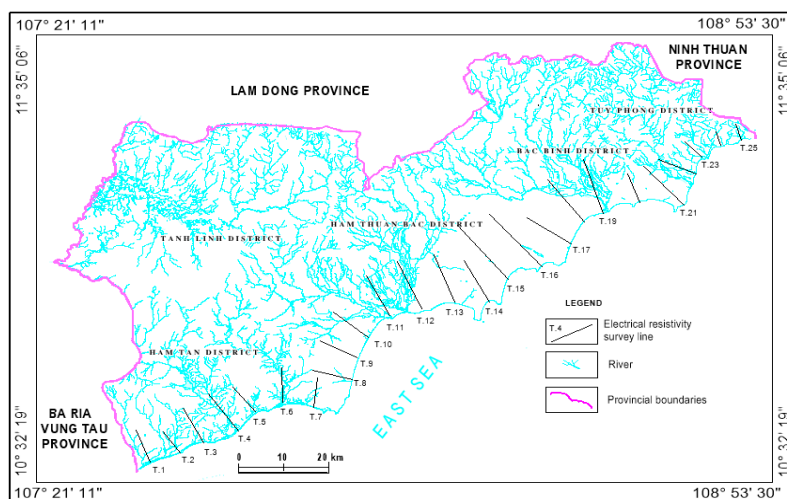 107° 21' 11"
108° 53' 30"
11° 35' 06"
11° 35' 06"
NINH THUAN
PROVINCE
LAM DONG PROVINCE
TUY PHONG DISTRICT
T.25
BAC BINH DISTRICT
T.23
T.21
T.19
HAM THUAN BAC DISTRICT
TANH LINH DISTRICT
T.17
T.16
T.15
T.14
T.13
T.12
T.11
LEGEND
T.4
Electrical resistivity
survey line
T.10
HAM TAN DISTRICT
T.9
River
T.8
EAST SEA
Provincial boundaries
T.7
T.6
T.5
BA RIA
VUNG TAU
PROVINCE
T.4
T.3
T.2
T.1
0 10 20 km
10° 32' 19"
10° 32' 19"
107° 21' 11"
108° 53' 30"